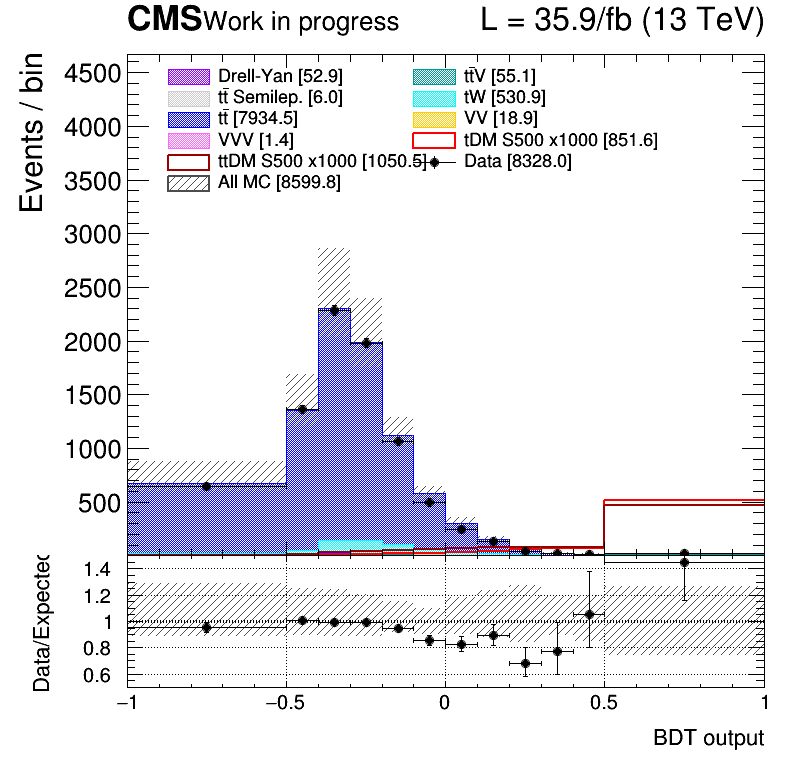 CMS Work in progress L = 35.9/fb (13 TeV)
Events / bin
4500
4000
3500
3000
2500
2000
1500
1000
500
Drell-Yan [52.9] tt̄V [55.1]
tt̄ Semilep. [6.0] tW [530.9]
tt̄ [7934.5] VV [18.9]
VVV [1.4] tDM S500 x1000 [851.6]
ttDM S500 x1000 [1050.5] Data [8328.0]
All MC [8599.8]
Data/Expected
1.4
1.2
1
0.8
0.6
−1 −0.5 0 0.5 1
BDT output